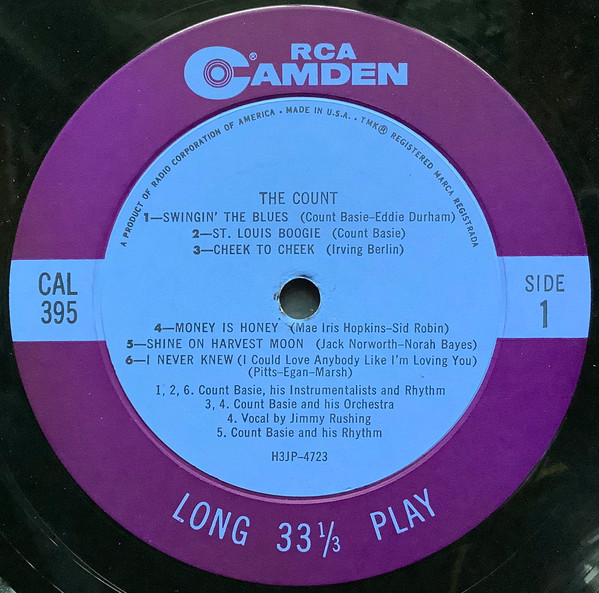 RCA
CAMDEN®
A PRODUCT OF RADIO CORPORATION OF AMERICA • MADE IN U.S.A. • TMK® REGISTERED MARCA REGISTRADA
THE COUNT
1—SWINGIN' THE BLUES (Count Basie–Eddie Durham)
2—ST. LOUIS BOOGIE (Count Basie)
3—CHEEK TO CHEEK (Irving Berlin)
CAL
395
SIDE
1
4—MONEY IS HONEY (Mae Iris Hopkins–Sid Robin)
5—SHINE ON HARVEST MOON (Jack Norworth–Norah Bayes)
6—I NEVER KNEW (I Could Love Anybody Like I'm Loving You)
(Pitts–Egan–Marsh)
1, 2, 6. Count Basie, his Instrumentalists and Rhythm
3, 4. Count Basie and his Orchestra
4. Vocal by Jimmy Rushing
5. Count Basie and his Rhythm
H3JP–4723
LONG 33 1/3 PLAY